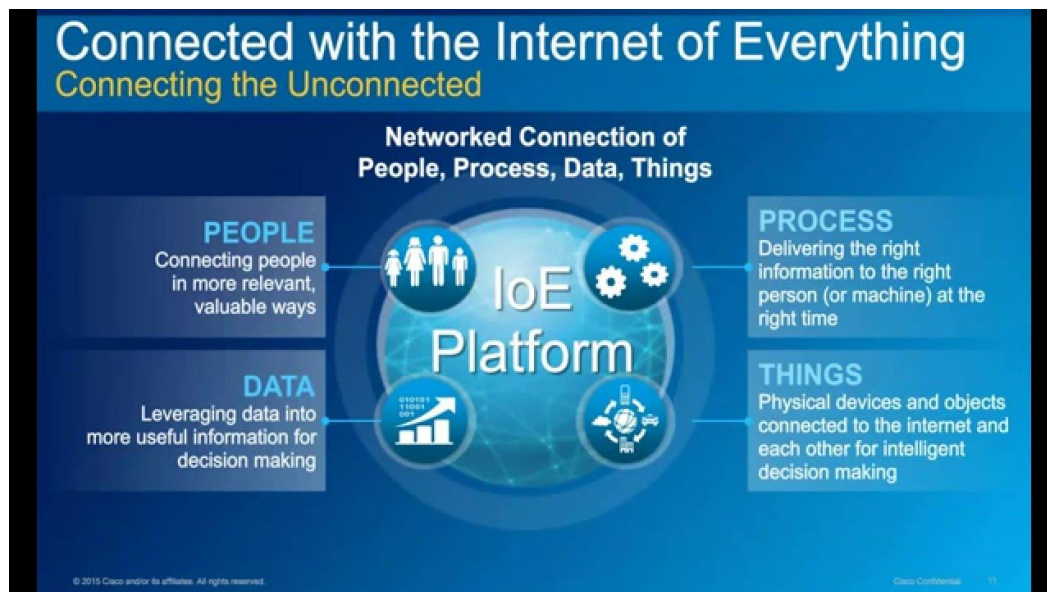 Connected with the Internet of Everything
Connecting the Unconnected
Networked Connection of
People, Process, Data, Things
PEOPLE
Connecting people
in more relevant,
valuable ways
DATA
Leveraging data into
more useful information for
decision making
IoE
Platform
010101
11001
001
PROCESS
Delivering the right
information to the right
person (or machine) at the
right time
THINGS
Physical devices and objects
connected to the internet and
each other for intelligent
decision making
© 2015 Cisco and/or its affiliates. All rights reserved.
Cisco Confidential
11